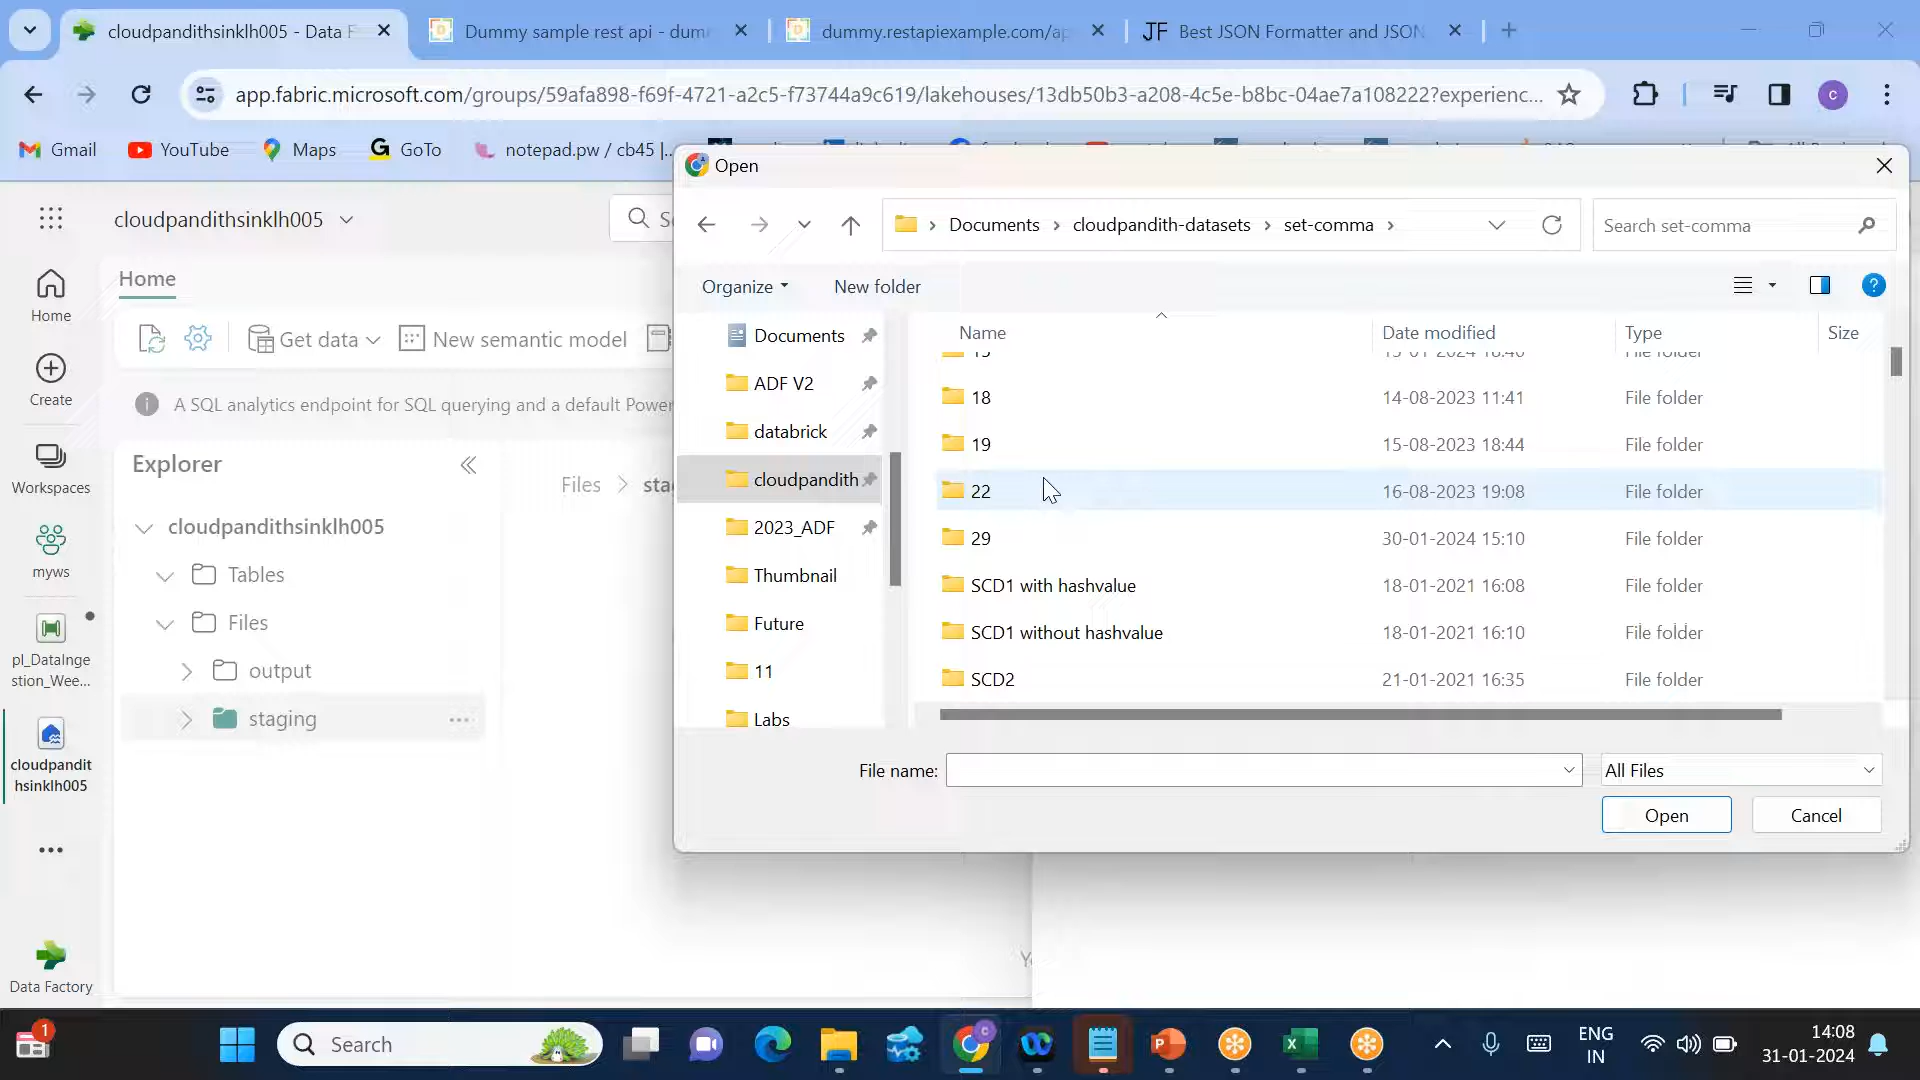 cloudpandithsinklh005 - Data F
Dummy sample rest api - dum
dummy.restapiexample.com/ap
JF Best JSON Formatter and JSON
app.fabric.microsoft.com/groups/59afa898-f69f-4721-a2c5-f73744a9c619/lakehouses/13db50b3-a208-4c5e-b8bc-04ae7a108222?experienc...
C
Gmail
YouTube
Maps
GoTo
notepad.pw / cb45 |...
cloudpandithsinklh005
Home
Get data
New semantic model
A SQL analytics endpoint for SQL querying and a default Power
Explorer
Files
sta
cloudpandithsinklh005
Tables
Files
output
staging
Home
Create
Workspaces
myws
pl_DataInge
stion_Wee...
cloudpandit
hsinklh005
Data Factory
Open
Documents
cloudpandith-datasets
set-comma
Search set-comma
Organize
New folder
Documents
ADF V2
databrick
cloudpandith
2023_ADF
Thumbnail
Future
11
Labs
Name
Date modified
Type
Size
18 14-08-2023 11:41 File folder
19 15-08-2023 18:44 File folder
22 16-08-2023 19:08 File folder
29 30-01-2024 15:10 File folder
SCD1 with hashvalue 18-01-2021 16:08 File folder
SCD1 without hashvalue 18-01-2021 16:10 File folder
SCD2 21-01-2021 16:35 File folder
File name:
All Files
Open
Cancel
1
Search
ENG
IN
14:08
31-01-2024